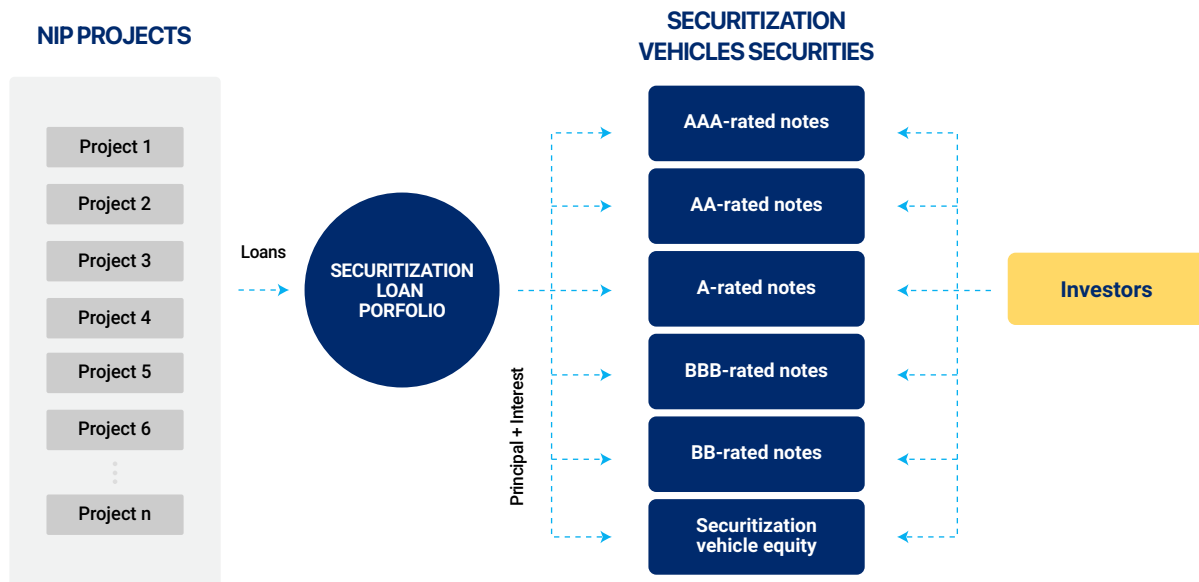 NIP PROJECTS
Project 1
Project 2
Project 3
Project 4
Project 5
Project 6
Project n
Loans
SECURITIZATION
LOAN
PORFOLIO
Principal + Interest
SECURITIZATION
VEHICLES SECURITIES
AAA-rated notes
AA-rated notes
A-rated notes
BBB-rated notes
BB-rated notes
Securitization
vehicle equity
Investors